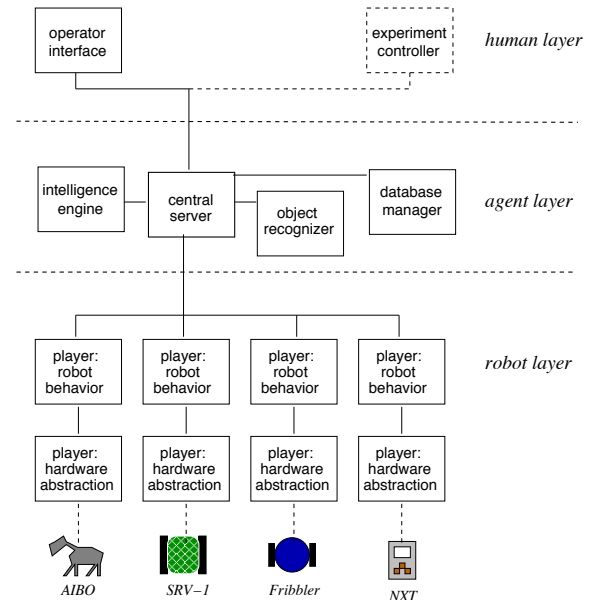 operator
interface
experiment
controller
human layer
intelligence
engine
central
server
object
recognizer
database
manager
agent layer
player:
robot
behavior
player:
robot
behavior
player:
robot
behavior
player:
robot
behavior
robot layer
player:
hardware
abstraction
player:
hardware
abstraction
player:
hardware
abstraction
player:
hardware
abstraction
AIBO
SRV−1
Fribbler
NXT